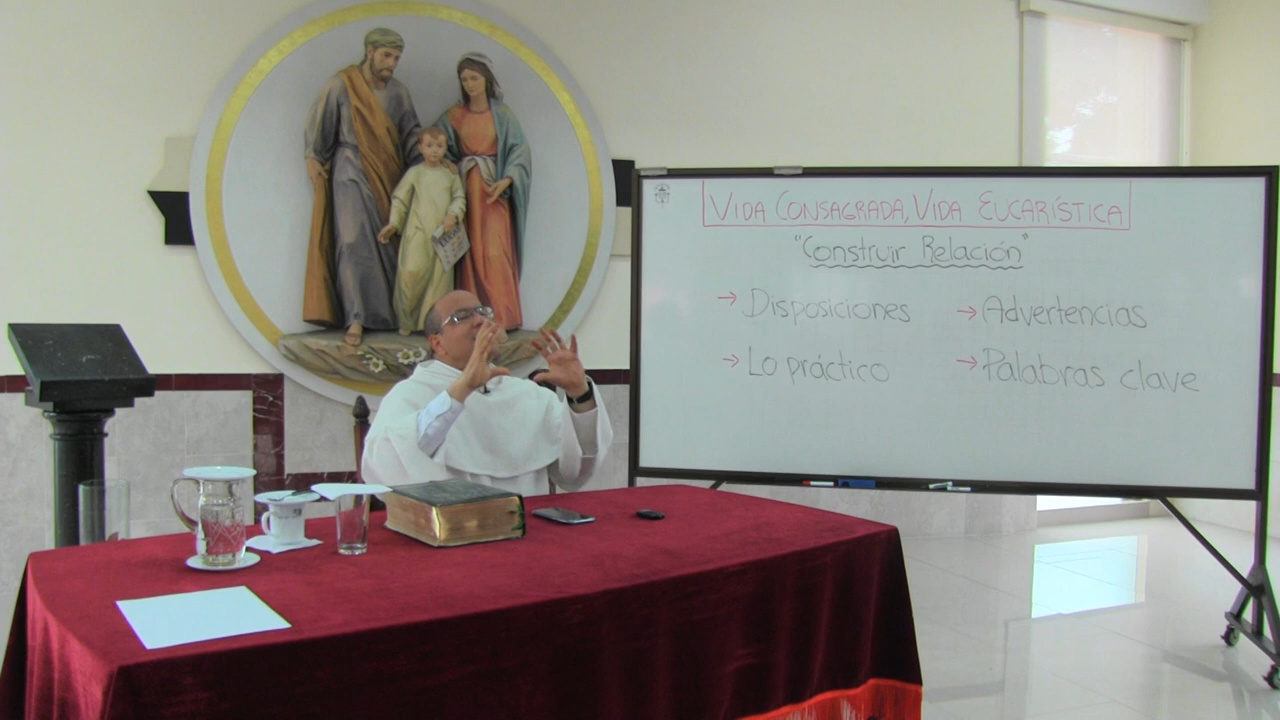 VIDA CONSAGRADA, VIDA EUCARÍSTICA
"Construir Relación"
→ Disposiciones
→ Advertencias
→ Lo práctico
→ Palabras clave